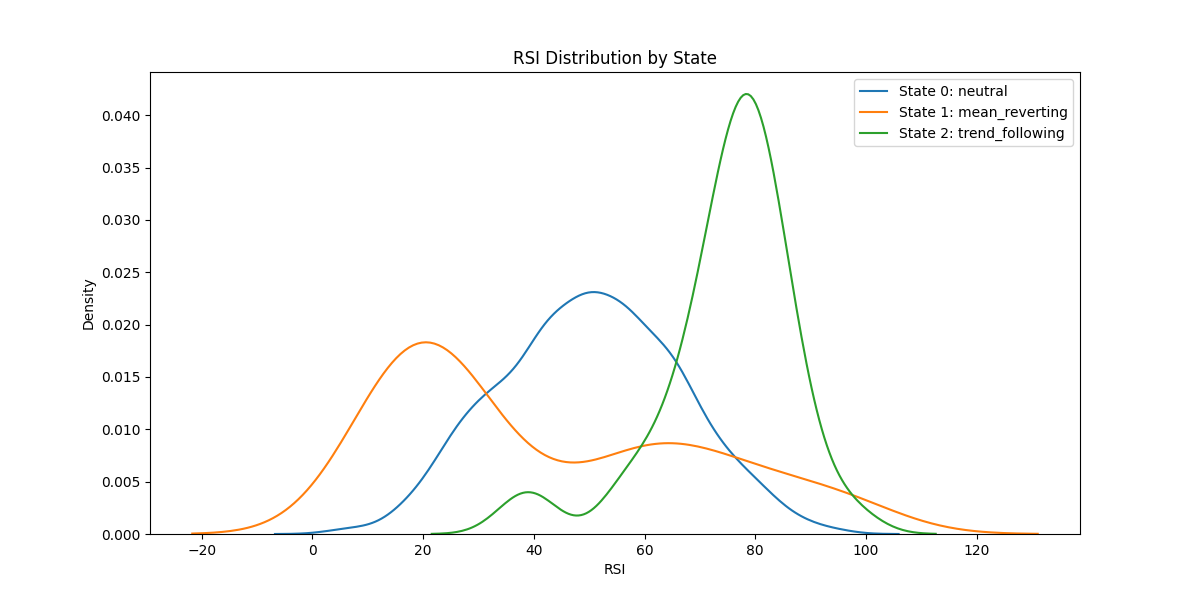 RSI Distribution by State
State 0: neutral
State 1: mean_reverting
State 2: trend_following
Density
0.040
0.035
0.030
0.025
0.020
0.015
0.010
0.005
0.000
−20
0
20
40
60
80
100
120
RSI